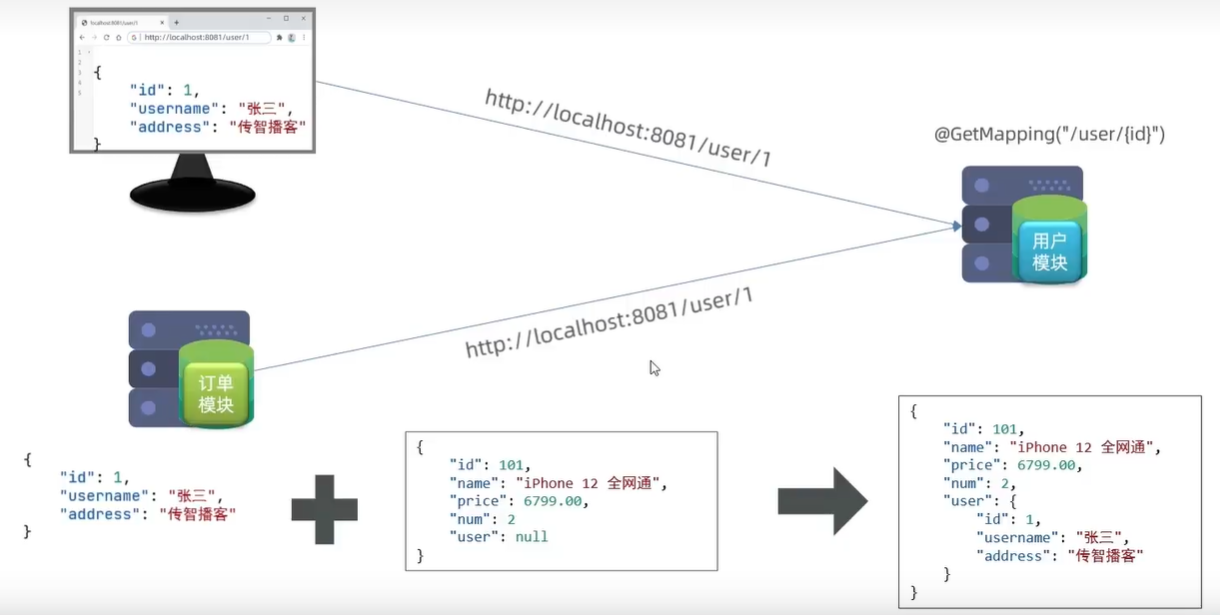 localhost:8081/user/1
http://localhost:8081/user/1
1
2
3
4
5
{
"id": 1,
"username": "张三",
"address": "传智播客"
}
http://localhost:8081/user/1
@GetMapping("/user/{id}")
用户
模块
http://localhost:8081/user/1
订单
模块
{
"id": 1,
"username": "张三",
"address": "传智播客"
}
{
"id": 101,
"name": "iPhone 12 全网通",
"price": 6799.00,
"num": 2
"user": null
}
{
"id": 101,
"name": "iPhone 12 全网通",
"price": 6799.00,
"num": 2,
"user": {
"id": 1,
"username": "张三",
"address": "传智播客"
}
}